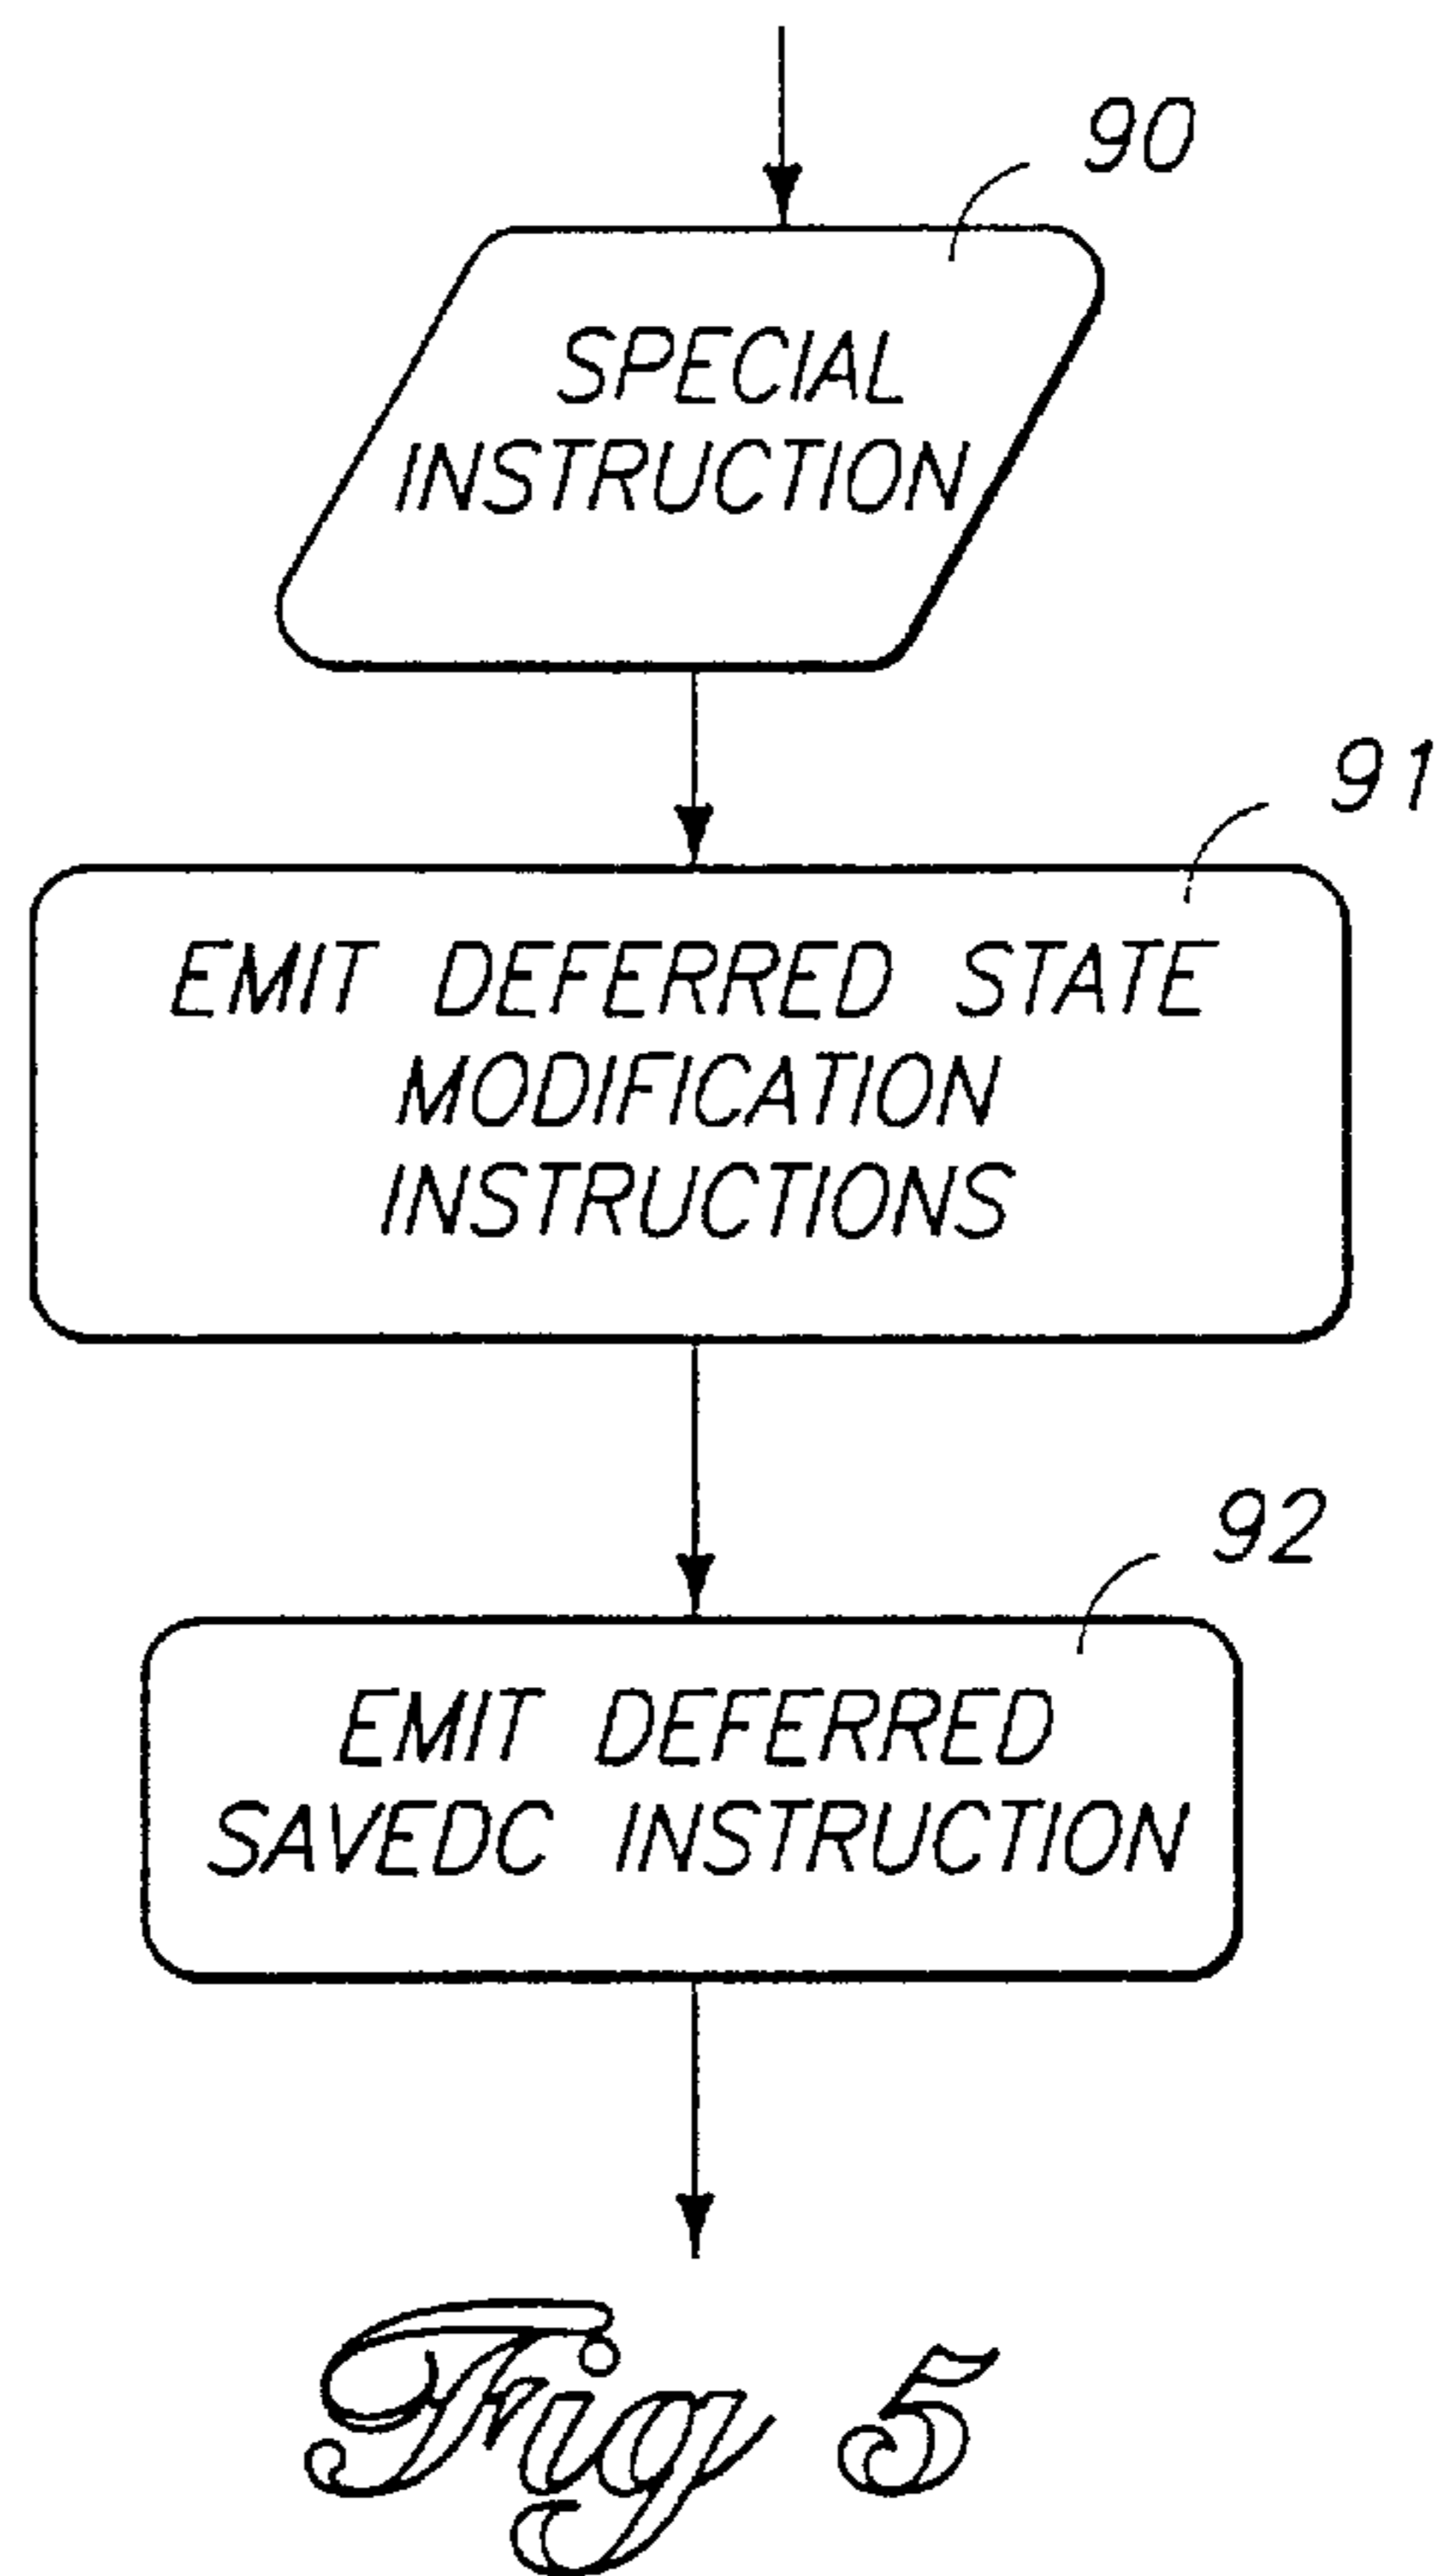 90
SPECIAL
INSTRUCTION
91
EMIT DEFERRED STATE
MODIFICATION
INSTRUCTIONS
92
EMIT DEFERRED
SAVEDC INSTRUCTION
Fig 5